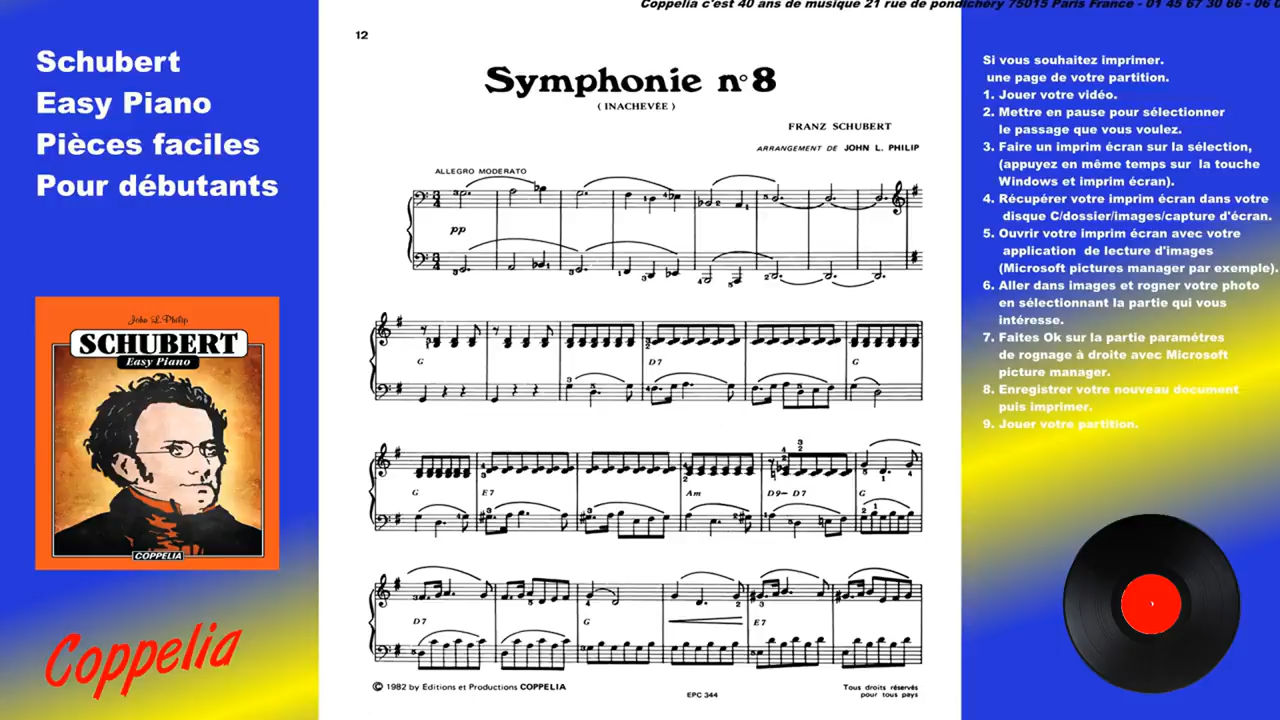 Coppelia c'est 40 ans de musique 21 rue de pondichéry 75015 Paris France - 01 45 67 30 66 - 06 0
Schubert
Easy Piano
Pièces faciles
Pour débutants
John L. Philip
SCHUBERT
Easy Piano
COPPELIA
Coppelia
12
Symphonie n°8
( INACHEVÉE )
FRANZ SCHUBERT
ARRANGEMENT DE JOHN L. PHILIP
ALLEGRO MODERATO
pp
G D7 G
G E7 Am D9- D7 G
D7 G E7
© 1982 by Editions et Productions COPPELIA
EPC 344
Tous droits réservés
pour tous pays
Si vous souhaitez imprimer.
une page de votre partition.
1. Jouer votre vidéo.
2. Mettre en pause pour sélectionner
le passage que vous voulez.
3. Faire un imprim écran sur la sélection,
(appuyez en même temps sur la touche
Windows et imprim écran).
4. Récupérer votre imprim écran dans votre
disque C/dossier/images/capture d'écran.
5. Ouvrir votre imprim écran avec votre
application de lecture d'images
(Microsoft pictures manager par exemple).
6. Aller dans images et rogner votre photo
en sélectionnant la partie qui vous
intéresse.
7. Faites Ok sur la partie paramétres
de rognage à droite avec Microsoft
picture manager.
8. Enregistrer votre nouveau document
puis imprimer.
9. Jouer votre partition.